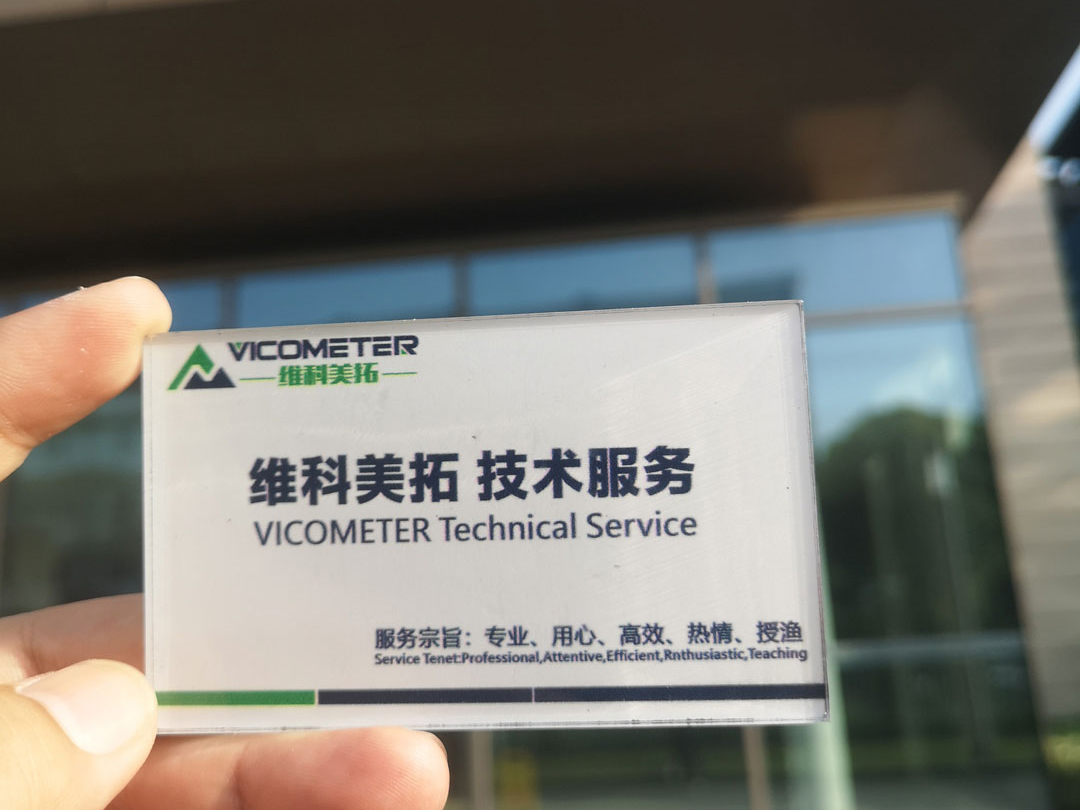 VICOMETER
维科美拓
维科美拓 技术服务
VICOMETER Technical Service
服务宗旨：专业、用心、高效、热情、授渔
Service Tenet:Professional,Attentive,Efficient,Rnthusiastic,Teaching